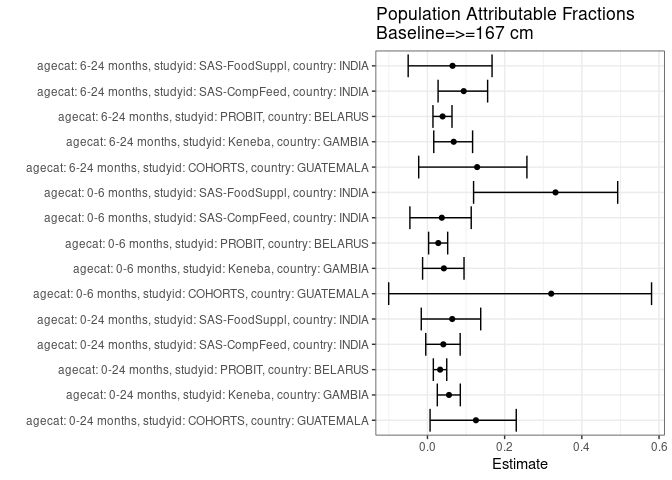 Population Attributable Fractions
Baseline=>=167 cm
agecat: 6-24 months, studyid: SAS-FoodSuppl, country: INDIA
agecat: 6-24 months, studyid: SAS-CompFeed, country: INDIA
agecat: 6-24 months, studyid: PROBIT, country: BELARUS
agecat: 6-24 months, studyid: Keneba, country: GAMBIA
agecat: 6-24 months, studyid: COHORTS, country: GUATEMALA
agecat: 0-6 months, studyid: SAS-FoodSuppl, country: INDIA
agecat: 0-6 months, studyid: SAS-CompFeed, country: INDIA
agecat: 0-6 months, studyid: PROBIT, country: BELARUS
agecat: 0-6 months, studyid: Keneba, country: GAMBIA
agecat: 0-6 months, studyid: COHORTS, country: GUATEMALA
agecat: 0-24 months, studyid: SAS-FoodSuppl, country: INDIA
agecat: 0-24 months, studyid: SAS-CompFeed, country: INDIA
agecat: 0-24 months, studyid: PROBIT, country: BELARUS
agecat: 0-24 months, studyid: Keneba, country: GAMBIA
agecat: 0-24 months, studyid: COHORTS, country: GUATEMALA
0.0 0.2 0.4 0.6
Estimate